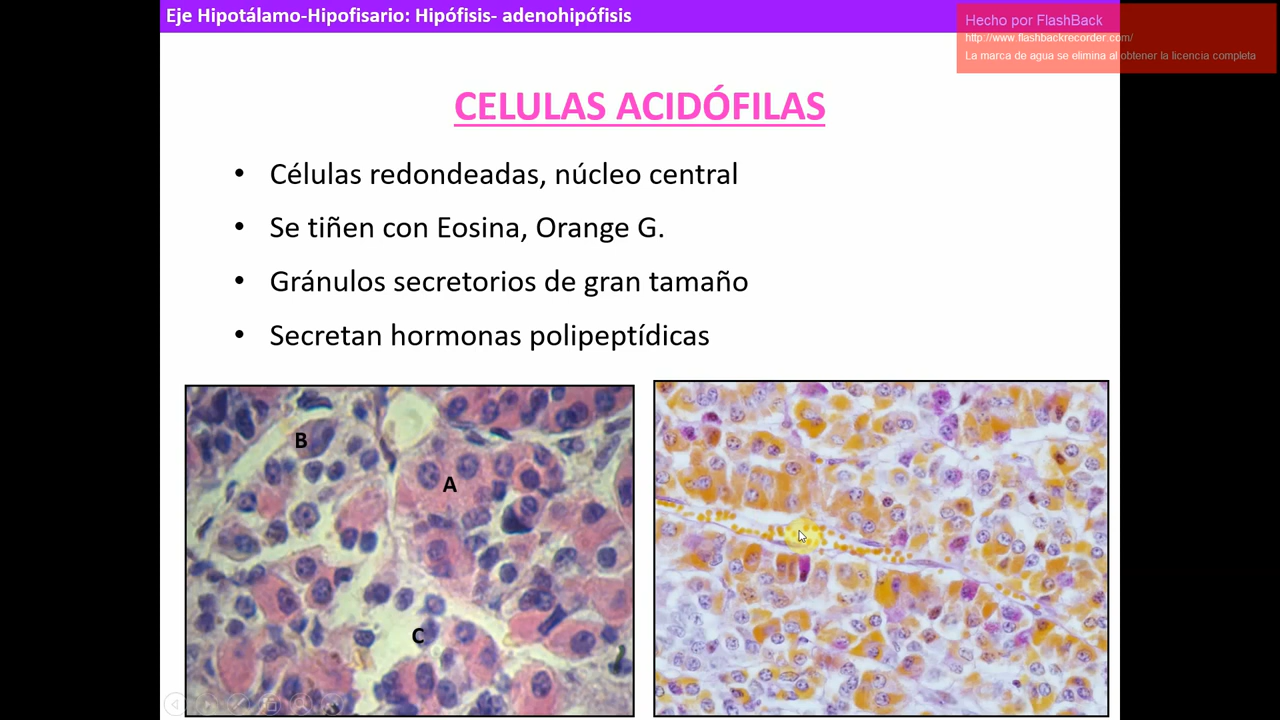 Eje Hipotálamo-Hipofisario: Hipófisis- adenohipófisis
Hecho por FlashBack
http://www.flashbackrecorder.com/
La marca de agua se elimina al obtener la licencia completa
CELULAS ACIDÓFILAS
• Células redondeadas, núcleo central
• Se tiñen con Eosina, Orange G.
• Gránulos secretorios de gran tamaño
• Secretan hormonas polipeptídicas
B
A
C